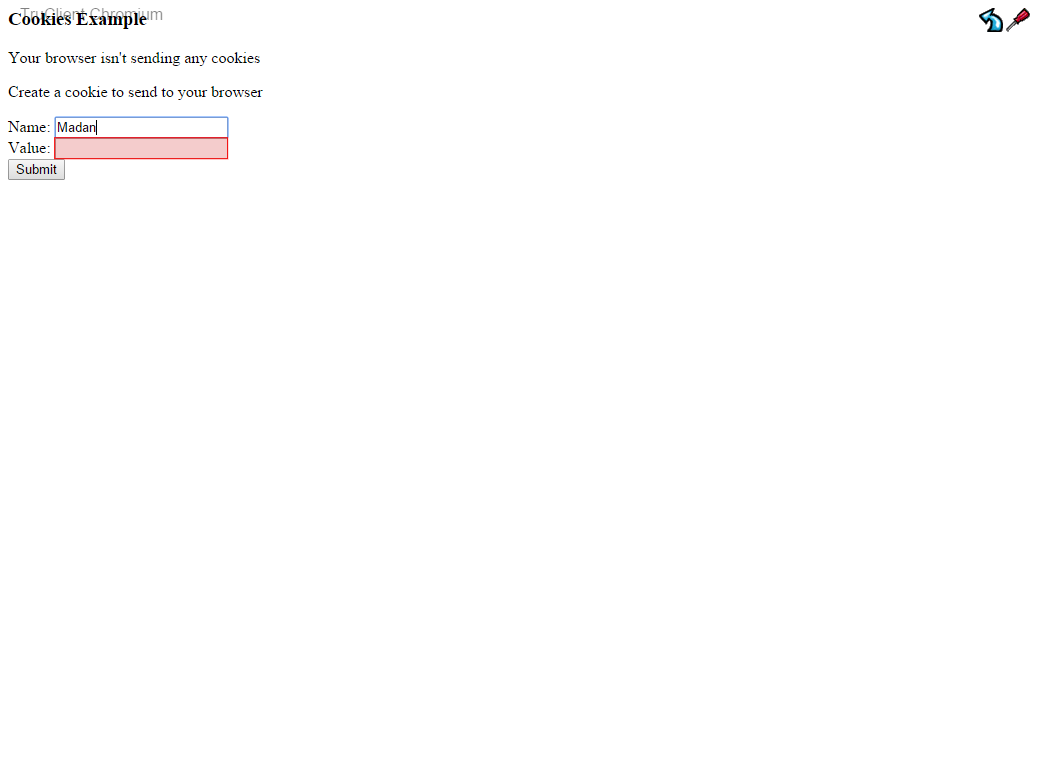 TruClient Chromium
Cookies Example
Your browser isn't sending any cookies
Create a cookie to send to your browser
Name: Madan
Value:
Submit